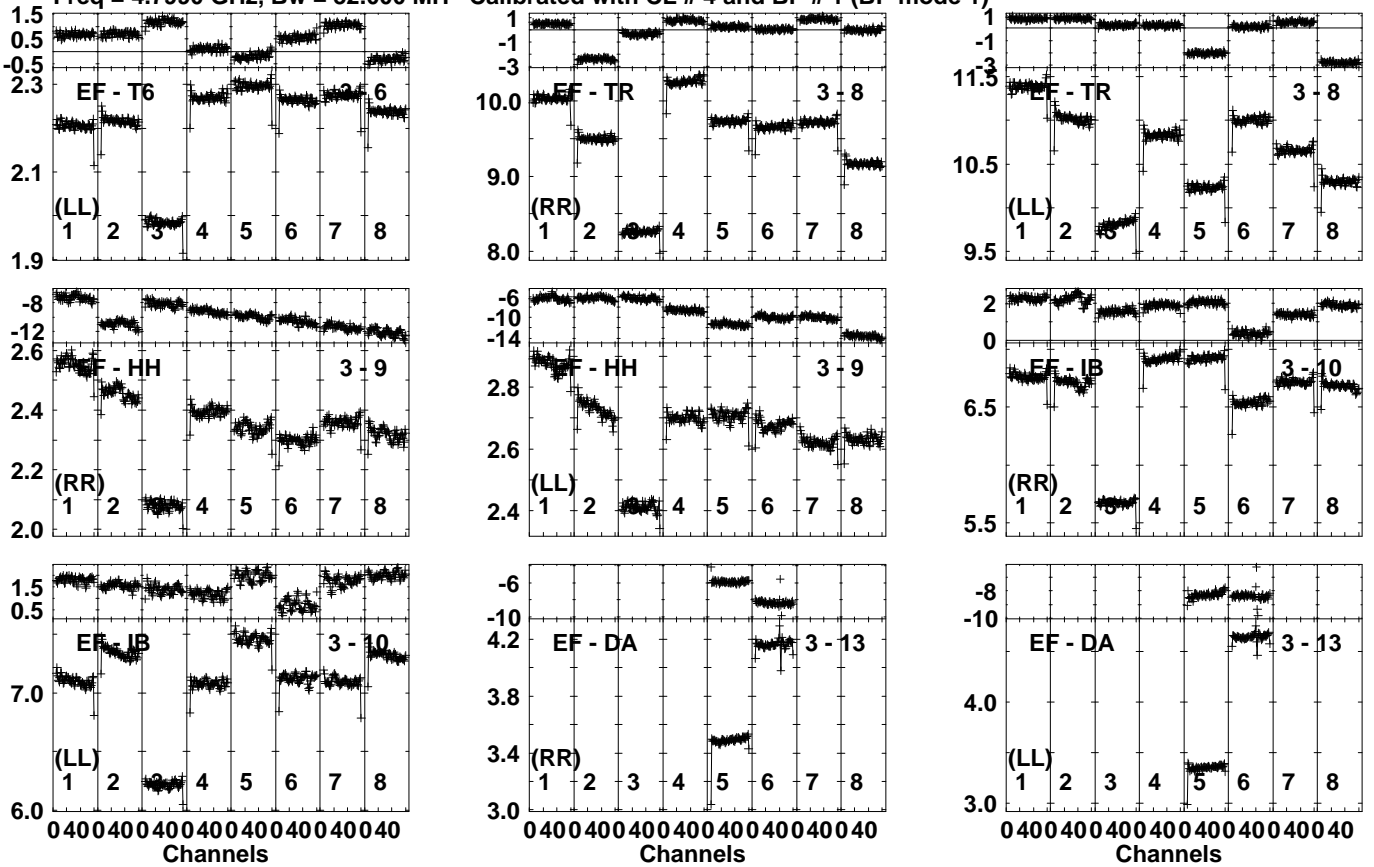 Freq = 4.7990 GHz, Bw = 32.000 MH Calibrated with CL # 4 and BP # 1 (BP mode 1)
1.5
0.5
-0.5
2.3
2.1
1.9
EF - T6
3 - 6
(LL)
1 2 3 4 5 6 7 8
1
-1
-3
10.0
9.0
8.0
EF - TR
3 - 8
(RR)
1 2 3 4 5 6 7 8
1
-1
-3
11.5
10.5
9.5
EF - TR
3 - 8
(LL)
1 2 3 4 5 6 7 8
-8
-12
2.6
2.4
2.2
2.0
EF - HH
3 - 9
(RR)
1 2 3 4 5 6 7 8
-6
-10
-14
2.8
2.6
2.4
EF - HH
3 - 9
(LL)
1 2 3 4 5 6 7 8
2
0
6.5
5.5
EF - IB
3 - 10
(RR)
1 2 3 4 5 6 7 8
1.5
0.5
7.0
6.0
EF - IB
3 - 10
(LL)
1 2 3 4 5 6 7 8
0 40 0 40 0 40 0 40 0 40 0 40 0 40 0 40
Channels
-6
-10
4.2
3.8
3.4
3.0
EF - DA
3 - 13
(RR)
1 2 3 4 5 6 7 8
0 40 0 40 0 40 0 40 0 40 0 40 0 40 0 40
Channels
-8
-10
4.0
3.0
EF - DA
3 - 13
(LL)
1 2 3 4 5 6 7 8
0 40 0 40 0 40 0 40 0 40 0 40 0 40 0 40
Channels